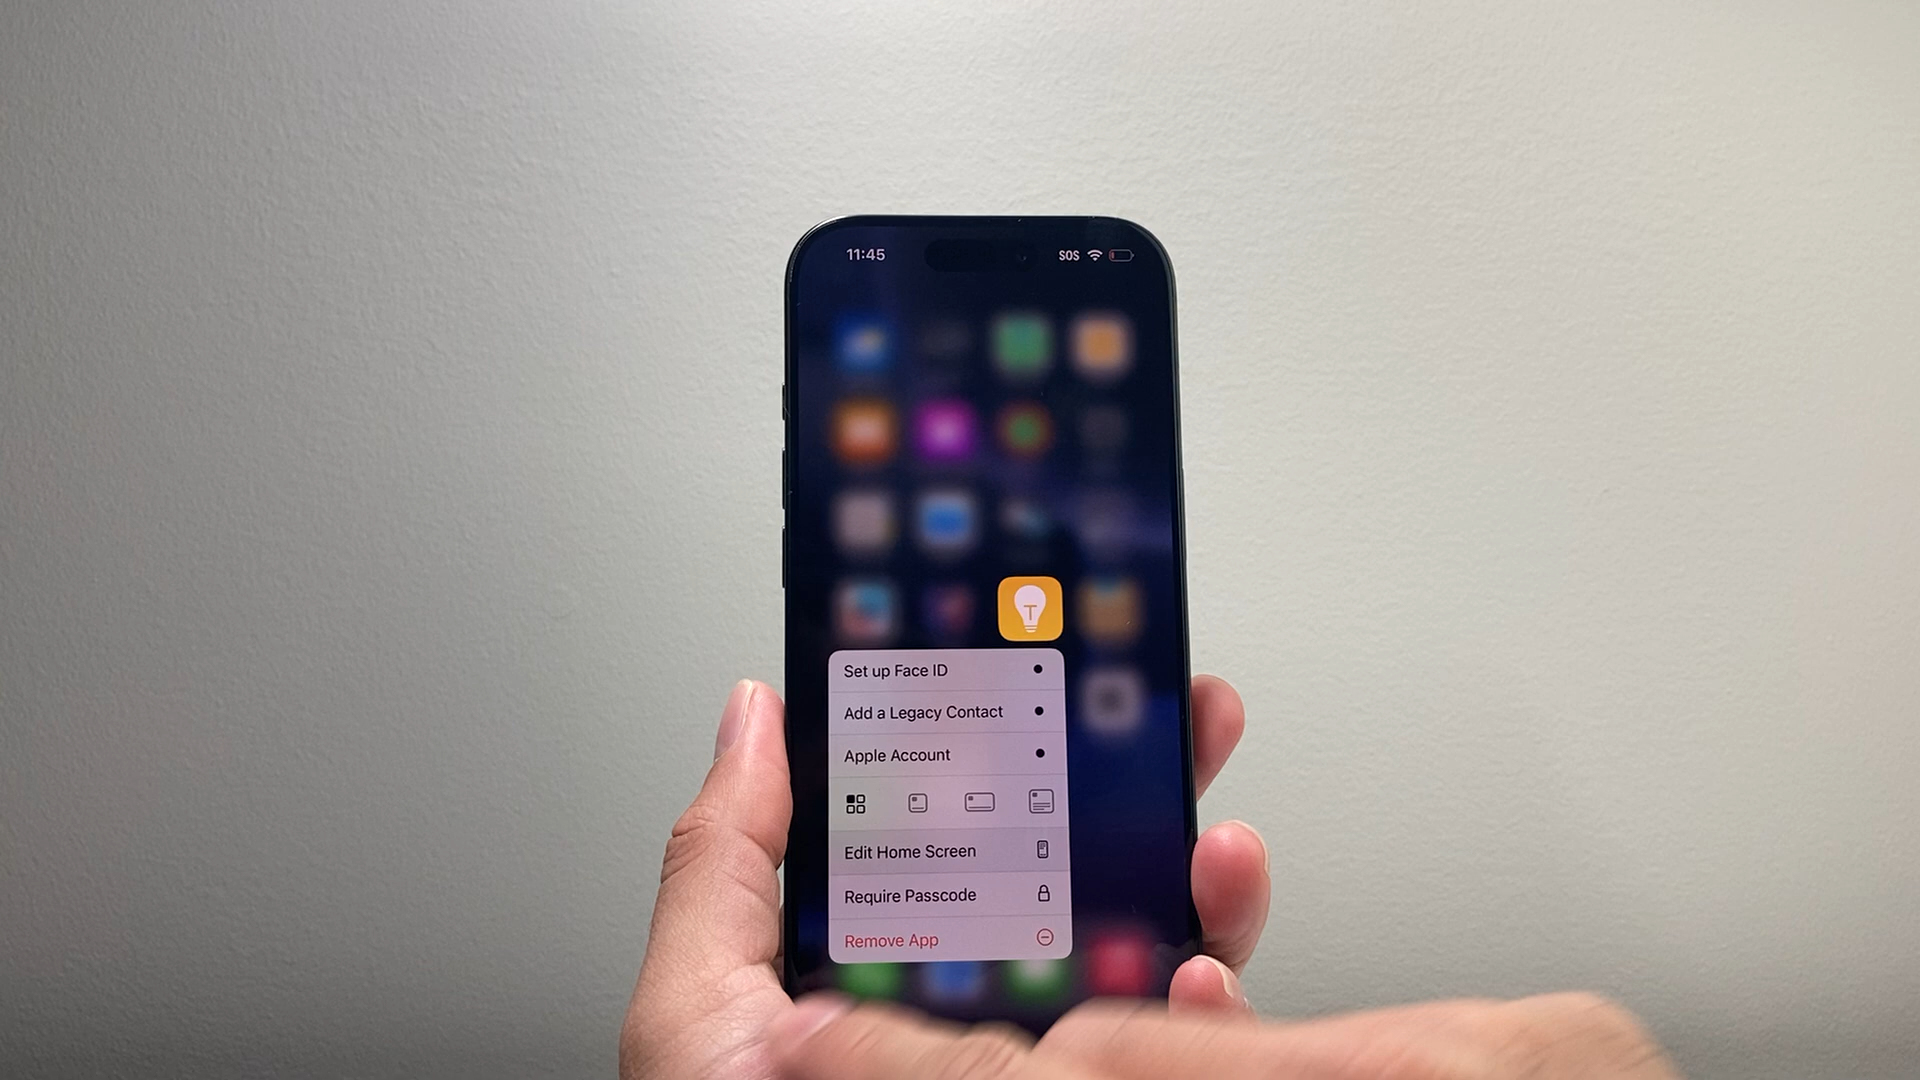 11:45 SOS
T
Set up Face ID
Add a Legacy Contact
Apple Account
Edit Home Screen
Require Passcode
Remove App